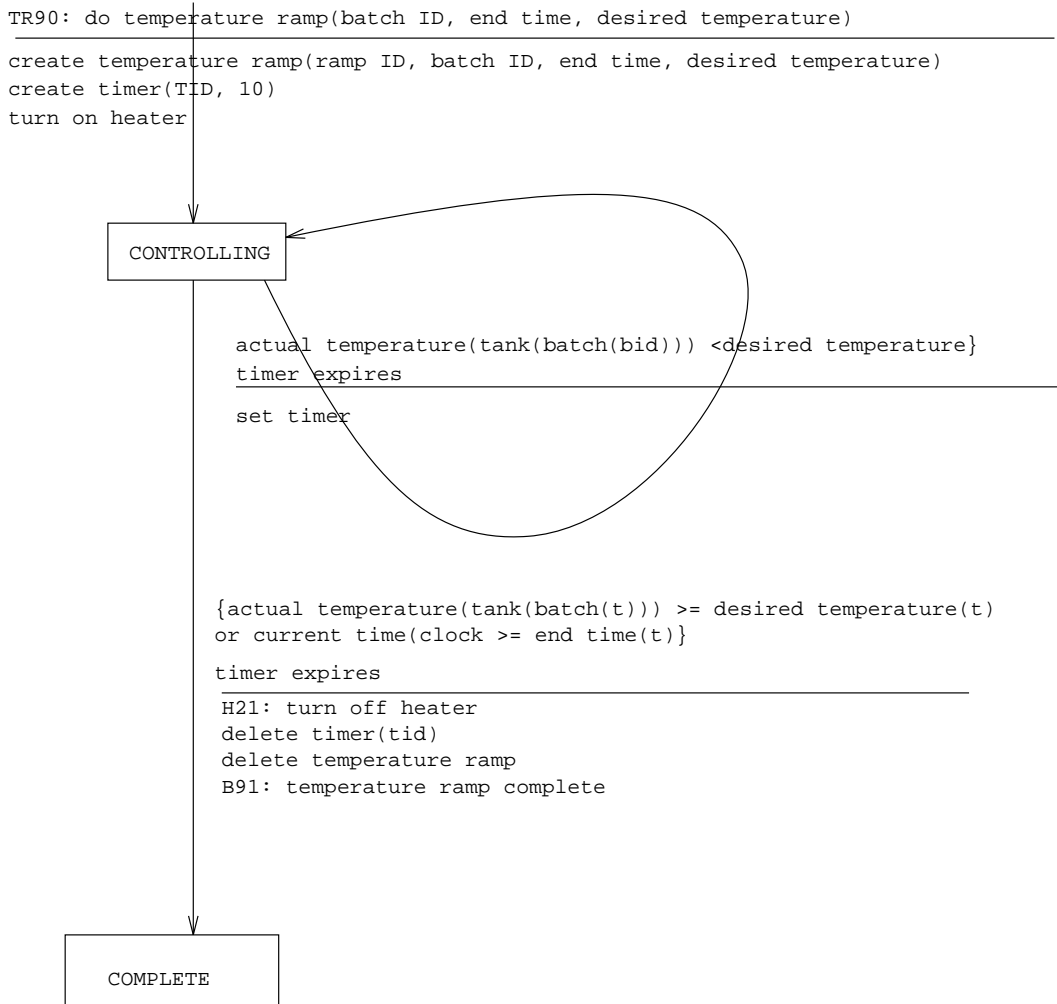 TR90: do temperature ramp(batch ID, end time, desired temperature)
create temperature ramp(ramp ID, batch ID, end time, desired temperature)
create timer(TID, 10)
turn on heater
CONTROLLING
actual temperature(tank(batch(bid))) <desired temperature}
timer expires
set timer
{actual temperature(tank(batch(t))) >= desired temperature(t)
or current time(clock >= end time(t)}
timer expires
H21: turn off heater
delete timer(tid)
delete temperature ramp
B91: temperature ramp complete
COMPLETE